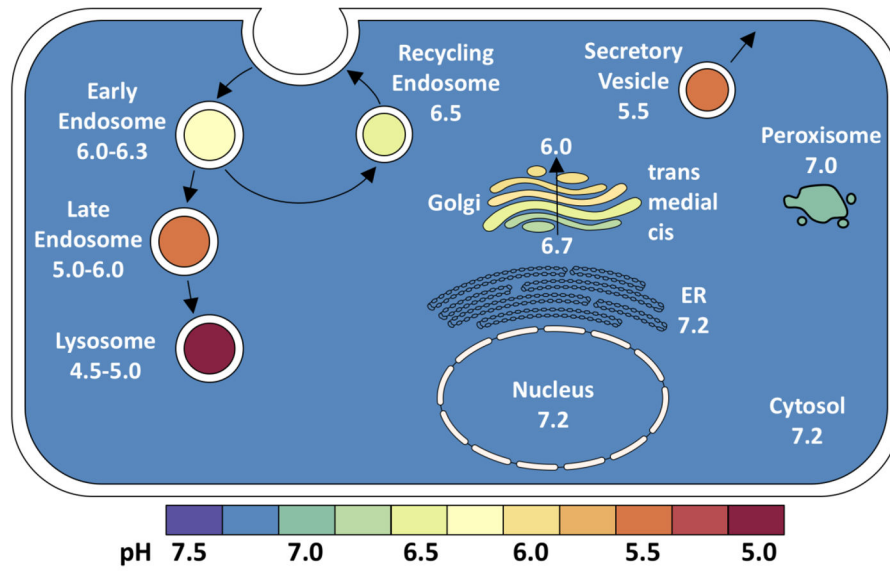 Early
Endosome
6.0-6.3
Recycling
Endosome
6.5
Secretory
Vesicle
5.5
Peroxisome
7.0
Late
Endosome
5.0-6.0
Golgi
6.0
6.7
trans
medial
cis
ER
7.2
Lysosome
4.5-5.0
Nucleus
7.2
Cytosol
7.2
pH 7.5 7.0 6.5 6.0 5.5 5.0